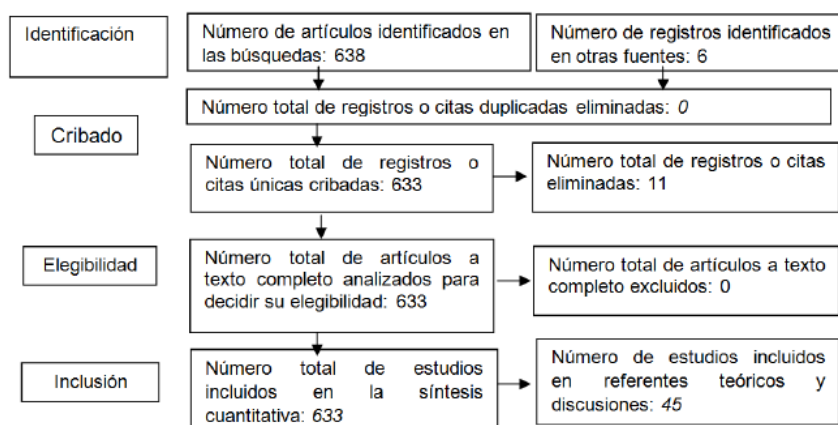 Identificación
Número de artículos identificados en
las búsquedas: 638
Número de registros identificados
en otras fuentes: 6
Número total de registros o citas duplicadas eliminadas: 0
Cribado
Número total de registros o
citas únicas cribadas: 633
Número total de registros o citas
eliminadas: 11
Elegibilidad
Número total de artículos a
texto completo analizados para
decidir su elegibilidad: 633
Número total de artículos a texto
completo excluidos: 0
Inclusión
Número total de estudios
incluidos en la síntesis
cuantitativa: 633
Número de estudios incluidos
en referentes teóricos y
discusiones: 45